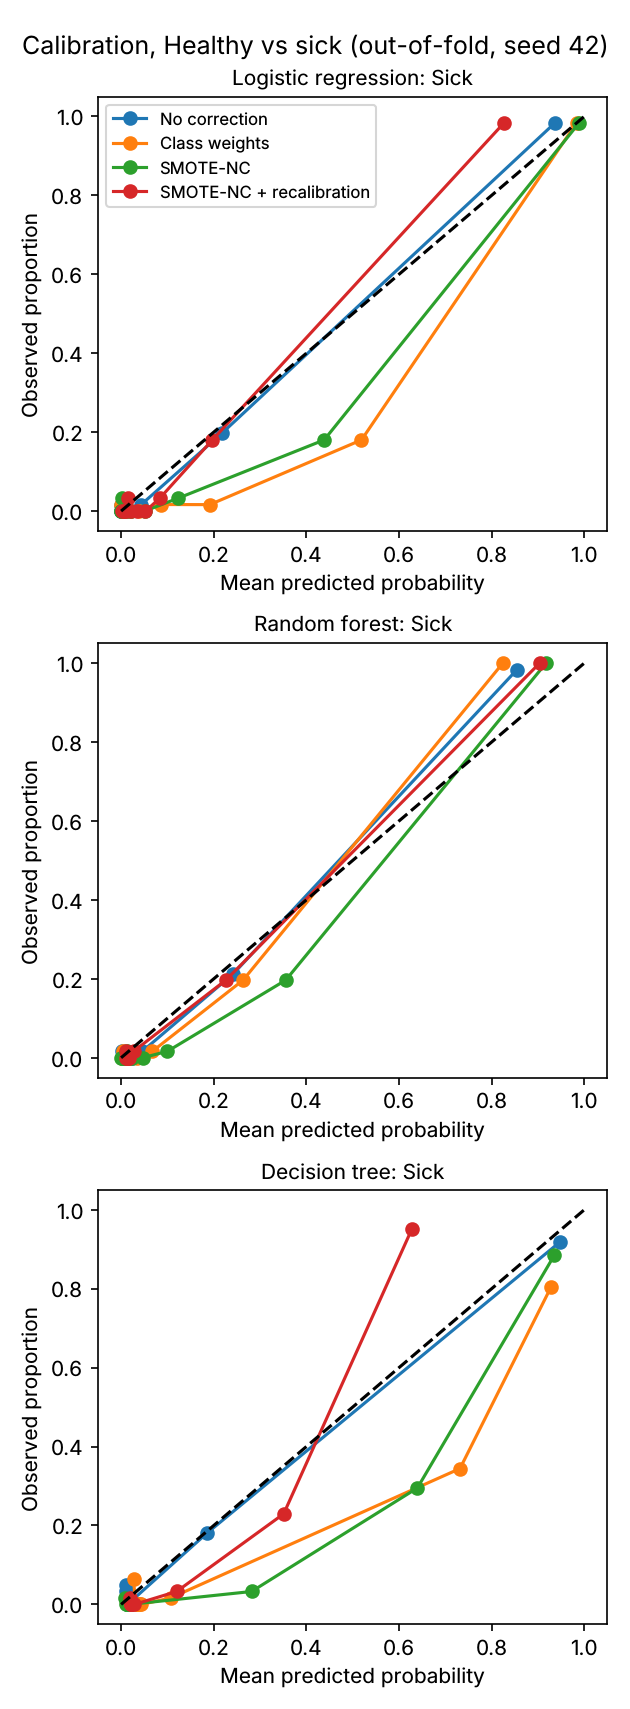 Calibration, Healthy vs sick (out-of-fold, seed 42)
Logistic regression: Sick
No correction
Class weights
SMOTE-NC
SMOTE-NC + recalibration
1.0
0.8
0.6
0.4
0.2
0.0
Observed proportion
0.0 0.2 0.4 0.6 0.8 1.0
Mean predicted probability
Random forest: Sick
1.0
0.8
0.6
0.4
0.2
0.0
Observed proportion
0.0 0.2 0.4 0.6 0.8 1.0
Mean predicted probability
Decision tree: Sick
1.0
0.8
0.6
0.4
0.2
0.0
Observed proportion
0.0 0.2 0.4 0.6 0.8 1.0
Mean predicted probability